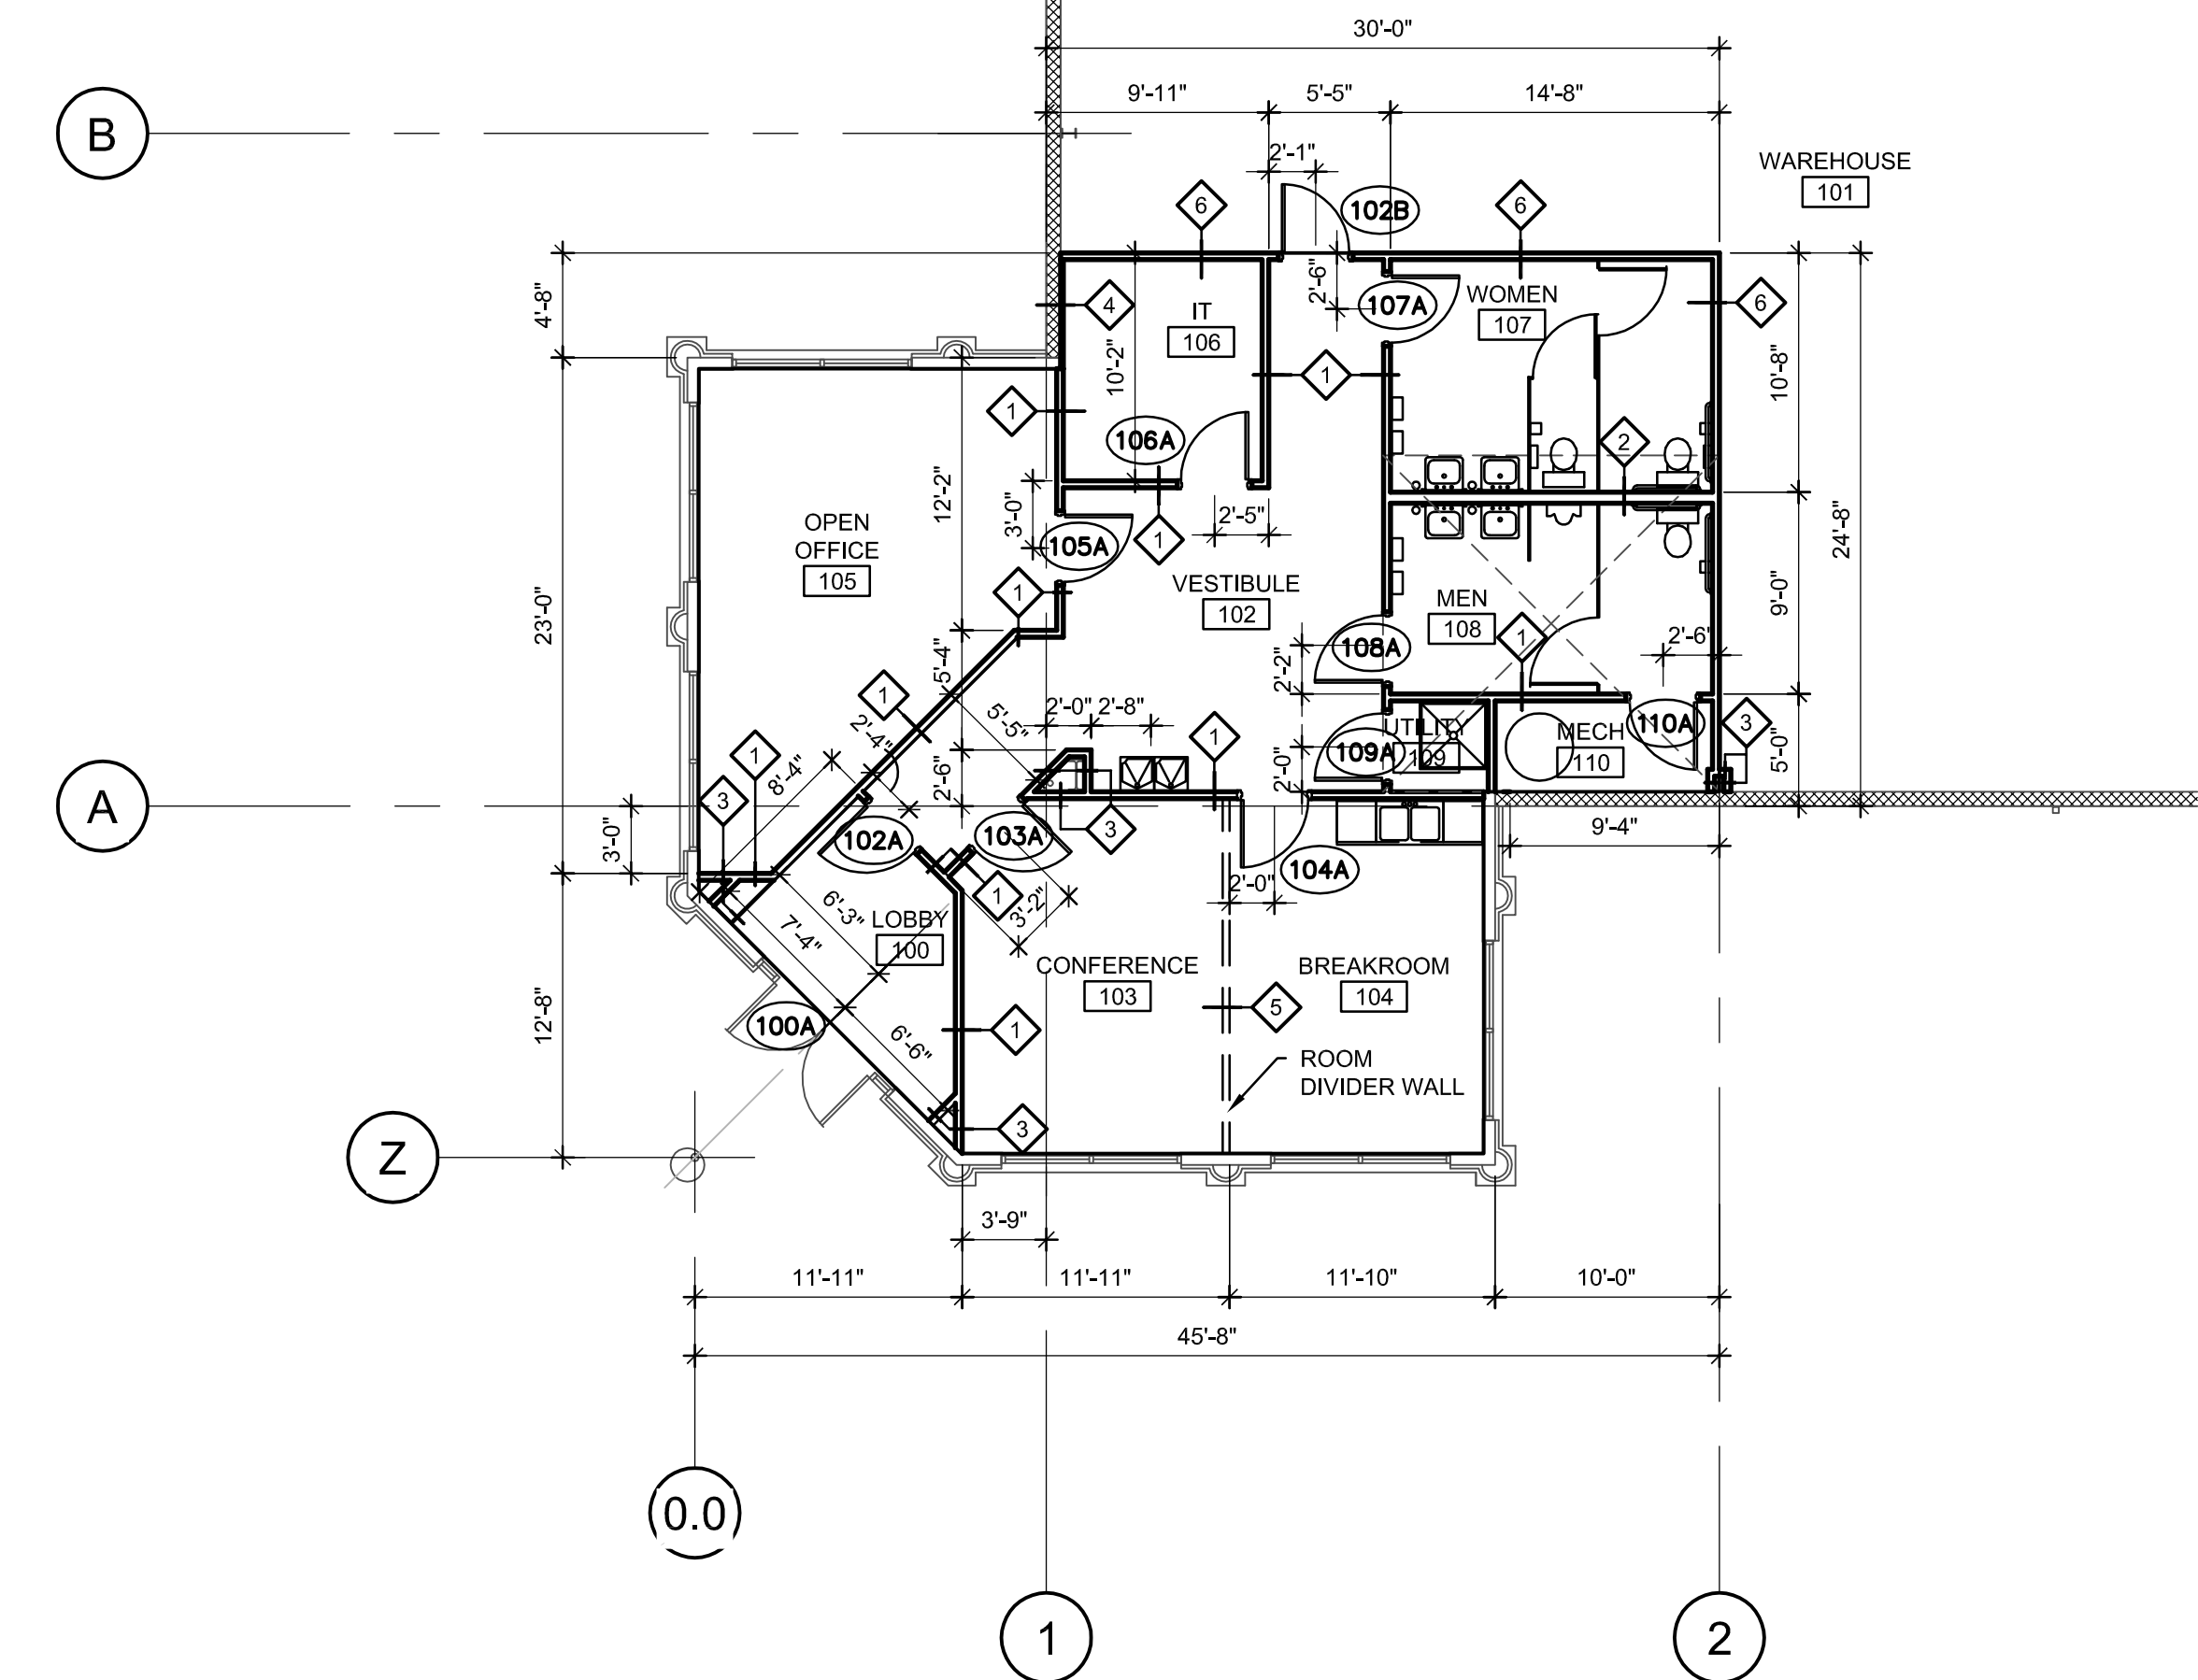 30'-0"
9'-11" 5'-5" 14'-8"
B
2'-1"
WAREHOUSE
101
6 102B 6
4'-8"
4
2'-6"
107A
WOMEN
107
6
IT
106
10'-2"
1
1
10'-8"
106A
2
12'-2"
3'-0"
2'-5"
OPEN
OFFICE
105
105A
1
24'-8"
23'-0"
1
VESTIBULE
102
MEN
108
1
9'-0"
108A
2'-6"
5'-4"
2'-2"
1
5'-5"
2'-0" 2'-8"
1
2'-4"
1
8'-4"
UTILITY
109
109A
MECH
110
110A
3
2'-6"
2'-0"
5'-0"
A
3
3'-0"
102A
103A
3
9'-4"
104A
2'-0"
1
3'-2"
6'-3"
7'-4"
LOBBY
100
CONFERENCE
103
BREAKROOM
104
5
12'-8"
100A
6'-6"
1
ROOM
DIVIDER WALL
3
Z
3'-9"
11'-11" 11'-11" 11'-10" 10'-0"
45'-8"
0.0
1
2